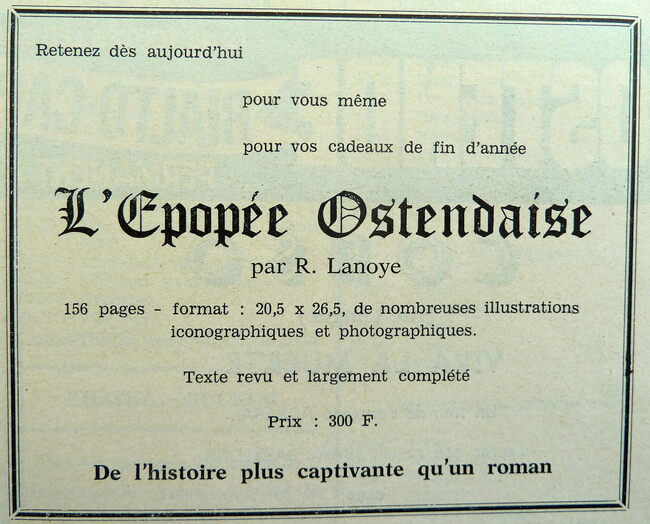 Retenez dès aujourd'hui
pour vous même
pour vos cadeaux de fin d'année
L'Epopée Ostendaise
par R. Lanoye
156 pages - format : 20,5 x 26,5, de nombreuses illustrations
iconographiques et photographiques.
Texte revu et largement complété
Prix : 300 F.
De l'histoire plus captivante qu'un roman